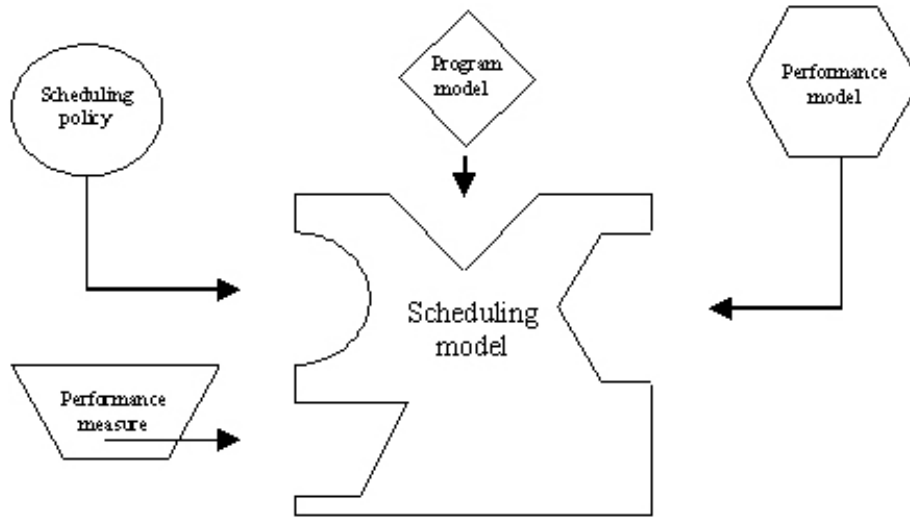 Scheduling
policy
Program
model
Performance
model
Scheduling
model
Performance
measure